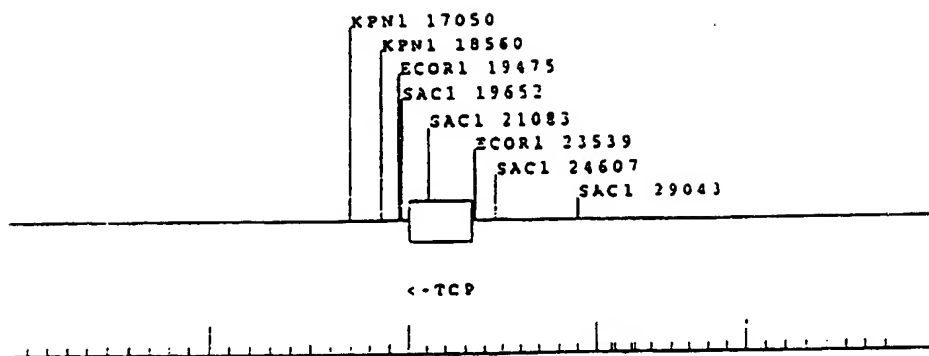 KPN1 17050
KPN1 18560
ECOR1 19475
SAC1 19652
SAC1 21083
ECOR1 23539
SAC1 24607
SAC1 29043
<-TCP